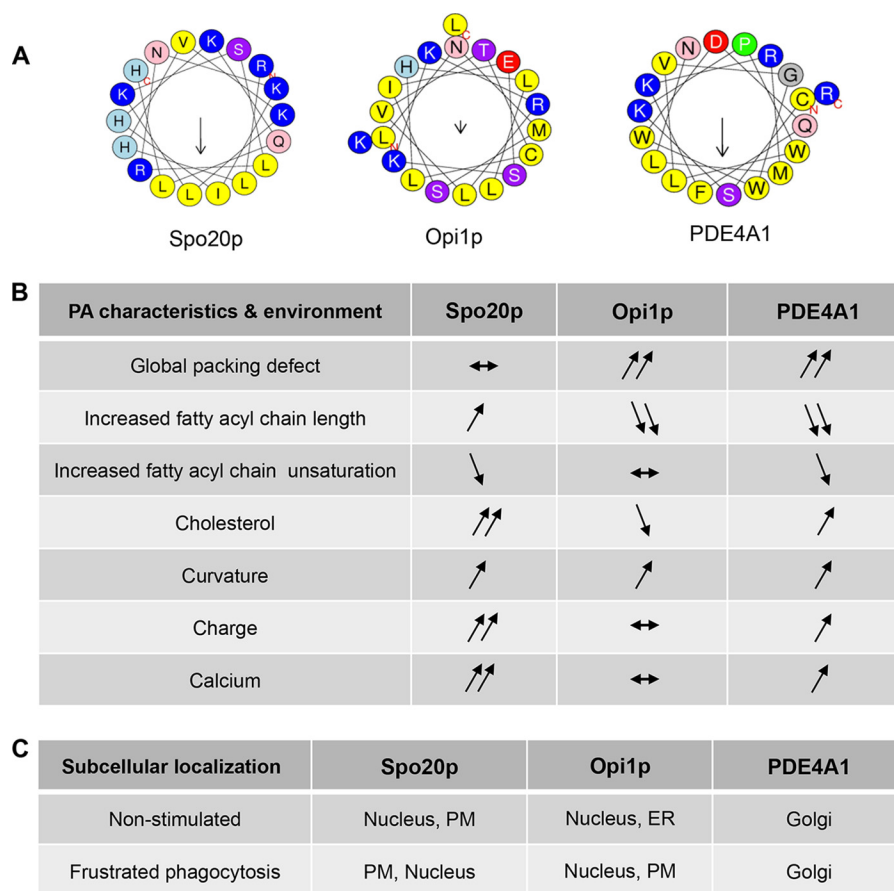 A
K S R N K K Q L L I L L R H H K H C N V
Spo20p
L C N T E L R M C S L L S L K K L N V I H K
Opi1p
D P R G C N R C Q W M W S F L L W K K V N
PDE4A1
B
PA characteristics & environment Spo20p Opi1p PDE4A1
Global packing defect
Increased fatty acyl chain length
Increased fatty acyl chain unsaturation
Cholesterol
Curvature
Charge
Calcium
C
Subcellular localization Spo20p Opi1p PDE4A1
Non-stimulated Nucleus, PM Nucleus, ER Golgi
Frustrated phagocytosis PM, Nucleus Nucleus, PM Golgi